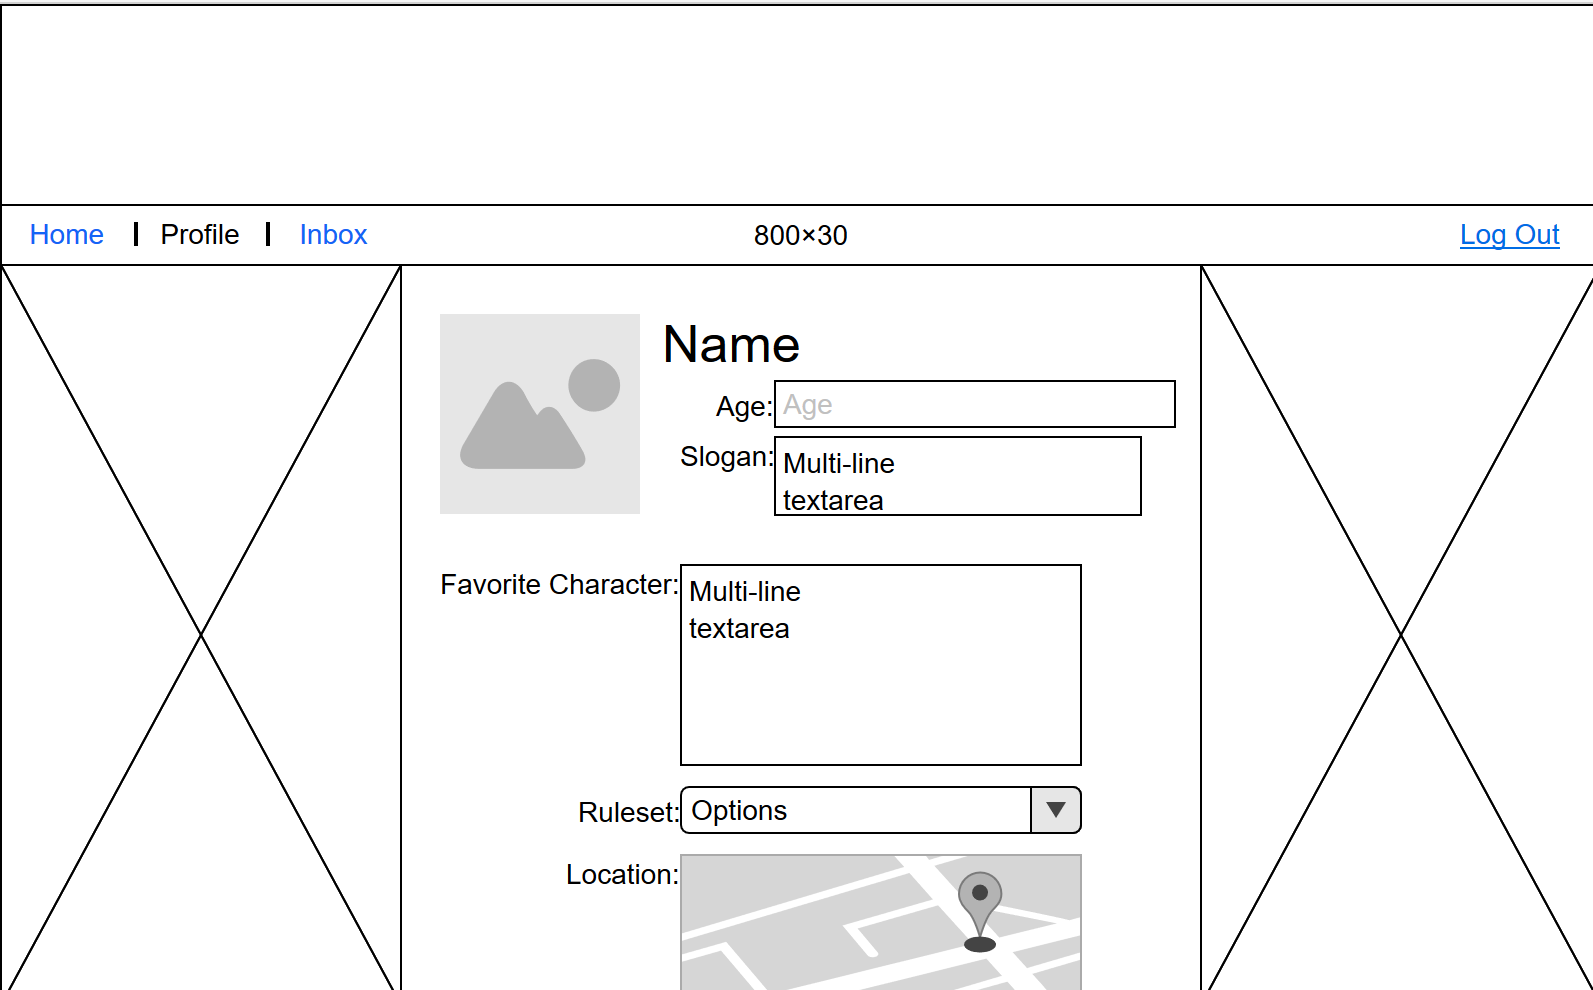 Home Profile Inbox 800×30 Log Out
Name
Age: Age
Slogan: Multi-line
textarea
Favorite Character: Multi-line
textarea
Ruleset: Options
Location: